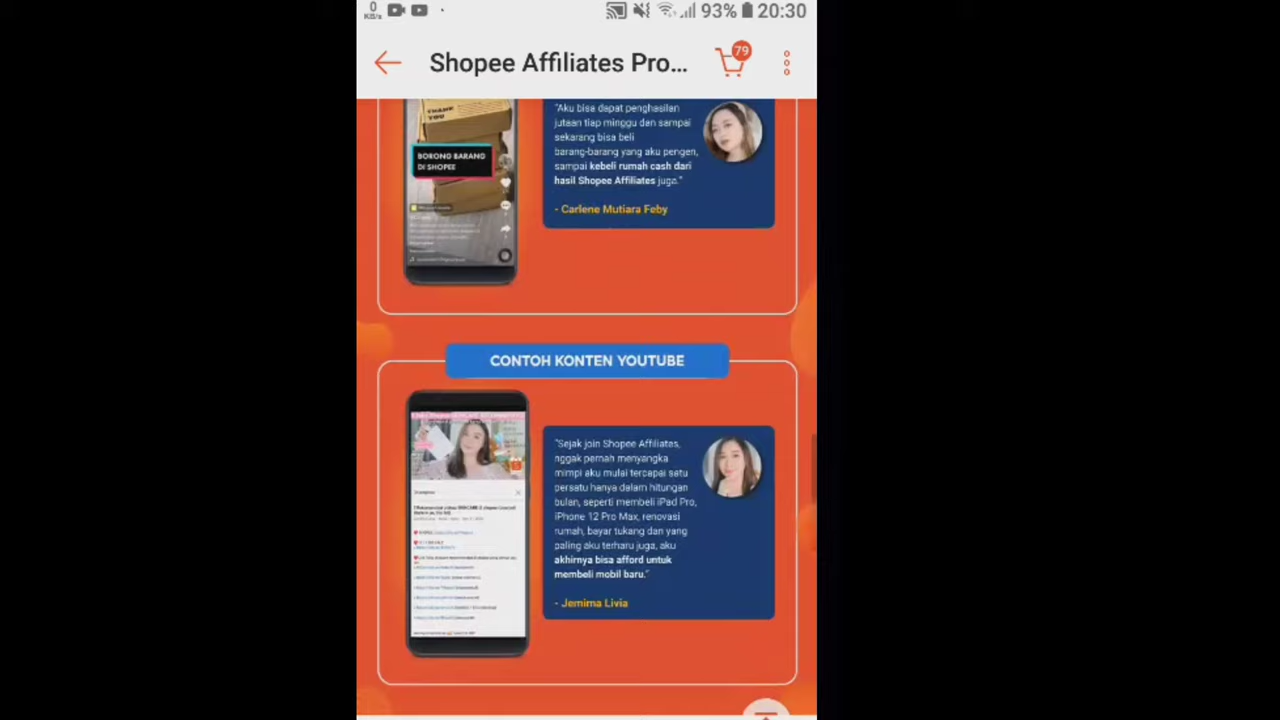 0
KB/s
93%
20:30
Shopee Affiliates Pro...
79
THANK
YOU
BORONG BARANG
DI SHOPEE
"Aku bisa dapat penghasilan
jutaan tiap minggu dan sampai
sekarang bisa beli
barang-barang yang aku pengen,
sampai kebeli rumah cash dari
hasil Shopee Affiliates juga."
- Carlene Mutiara Feby
CONTOH KONTEN YOUTUBE
"Sejak join Shopee Affiliates,
nggak pernah menyangka
mimpi aku mulai tercapai satu
persatu hanya dalam hitungan
bulan, seperti membeli iPad Pro,
iPhone 12 Pro Max, renovasi
rumah, bayar tukang dan yang
paling aku terharu juga, aku
akhirnya bisa afford untuk
membeli mobil baru."
- Jemima Livia